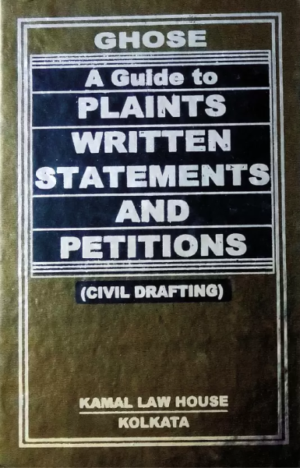 GHOSE
A Guide to
PLAINTS
WRITTEN
STATEMENTS
AND
PETITIONS
(CIVIL DRAFTING)
KAMAL LAW HOUSE
KOLKATA